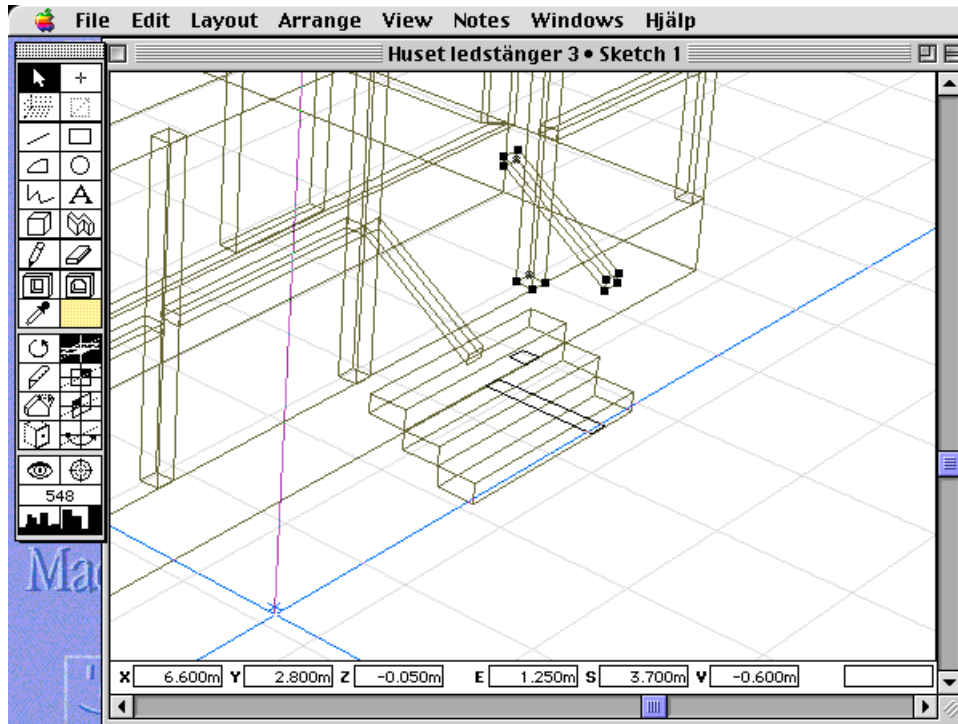 File Edit Layout Arrange View Notes Windows Hjälp
Huset ledstänger 3 • Sketch 1
A
548
Mac
X 6.600m Y 2.800m Z -0.050m E 1.250m S 3.700m V -0.600m